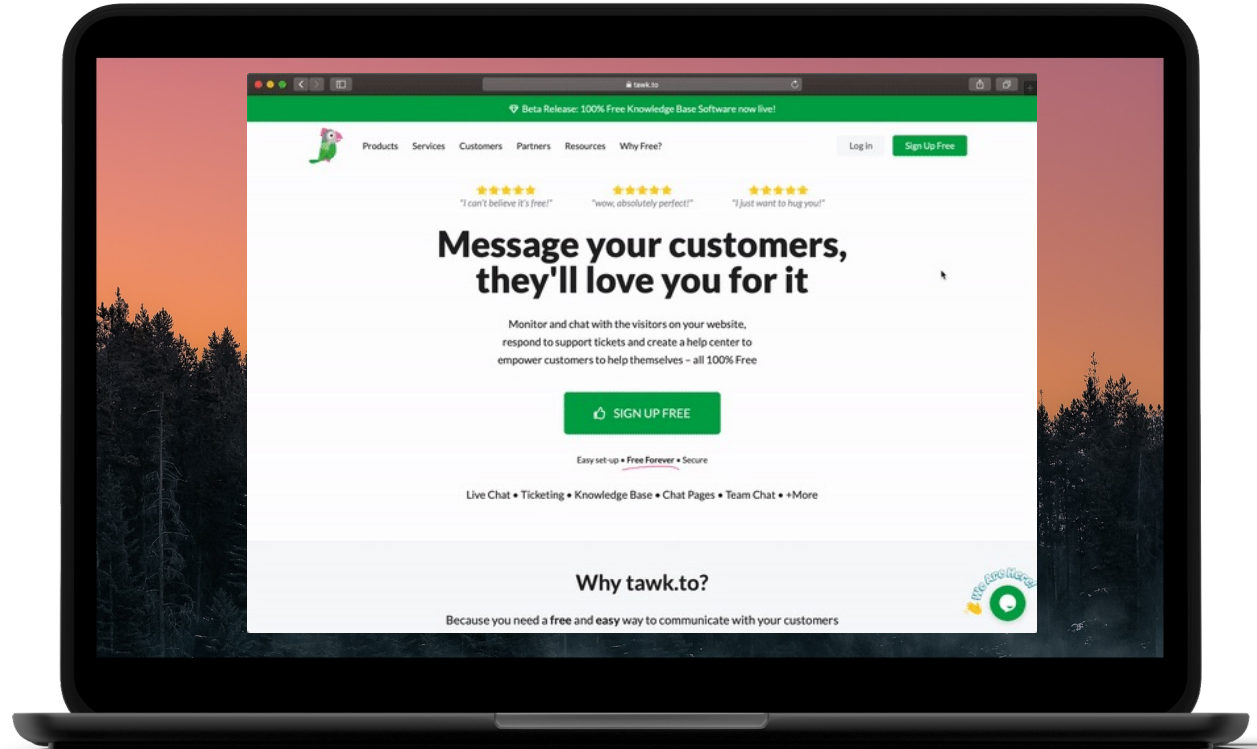 tawk.to
Beta Release: 100% Free Knowledge Base Software now live!
Products Services Customers Partners Resources Why Free? Log in Sign Up Free
"I can't believe it's free!" "wow, absolutely perfect!" "I just want to hug you!"
Message your customers,
they'll love you for it
Monitor and chat with the visitors on your website,
respond to support tickets and create a help center to
empower customers to help themselves – all 100% Free
SIGN UP FREE
Easy set-up • Free Forever • Secure
Live Chat • Ticketing • Knowledge Base • Chat Pages • Team Chat • +More
Why tawk.to?
We Are Here!
Because you need a free and easy way to communicate with your customers